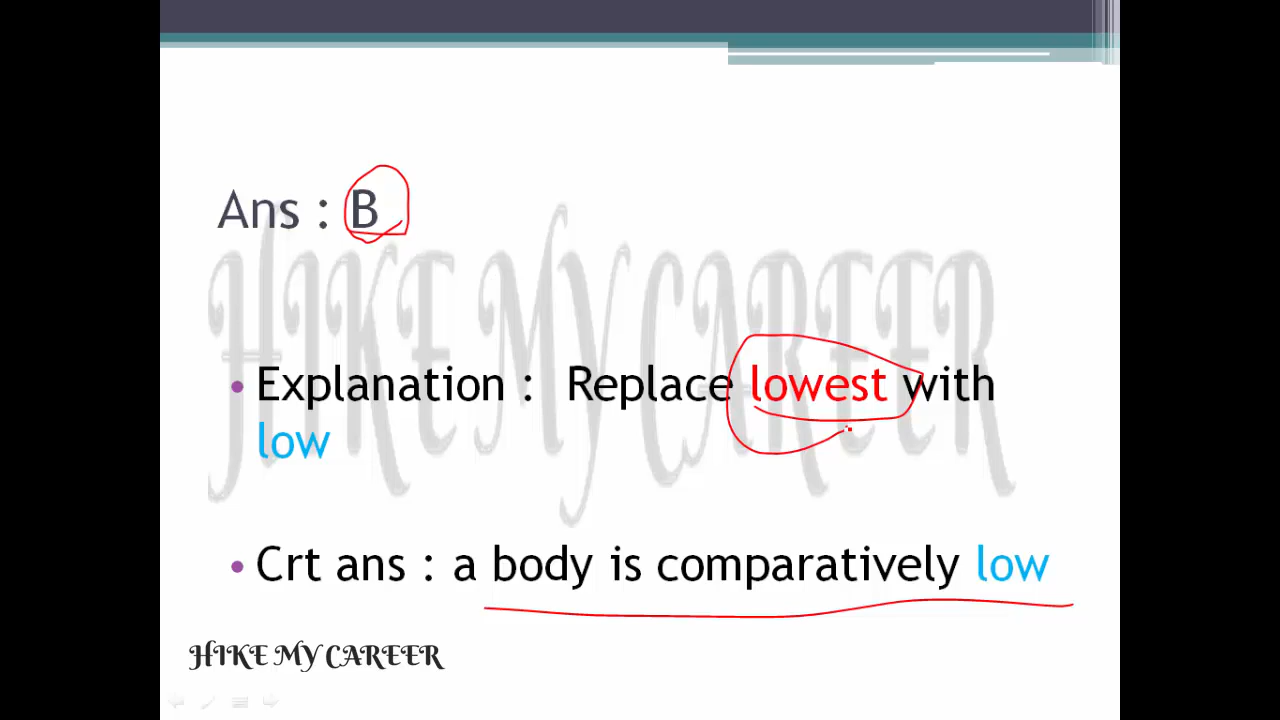 Ans : B
HIKE MY CAREER
• Explanation : Replace lowest with
low
• Crt ans : a body is comparatively low
HIKE MY CAREER